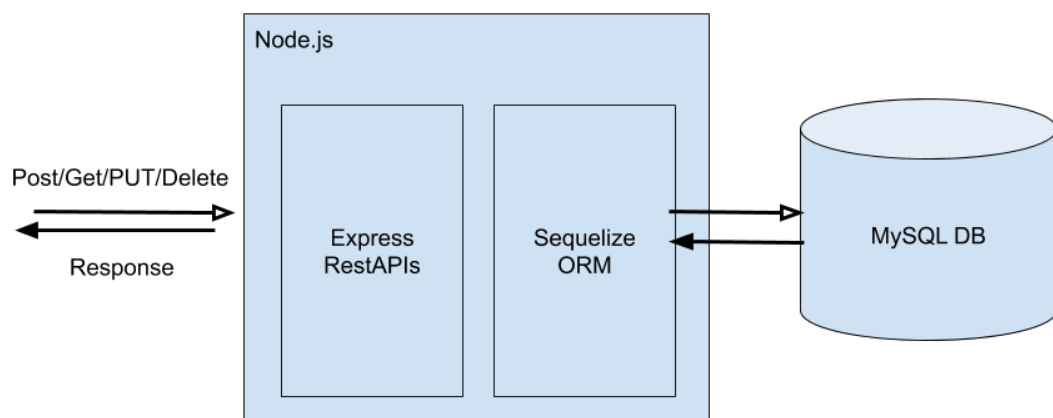 Node.js
Post/Get/PUT/Delete
Response
Express
RestAPIs
Sequelize
ORM
MySQL DB